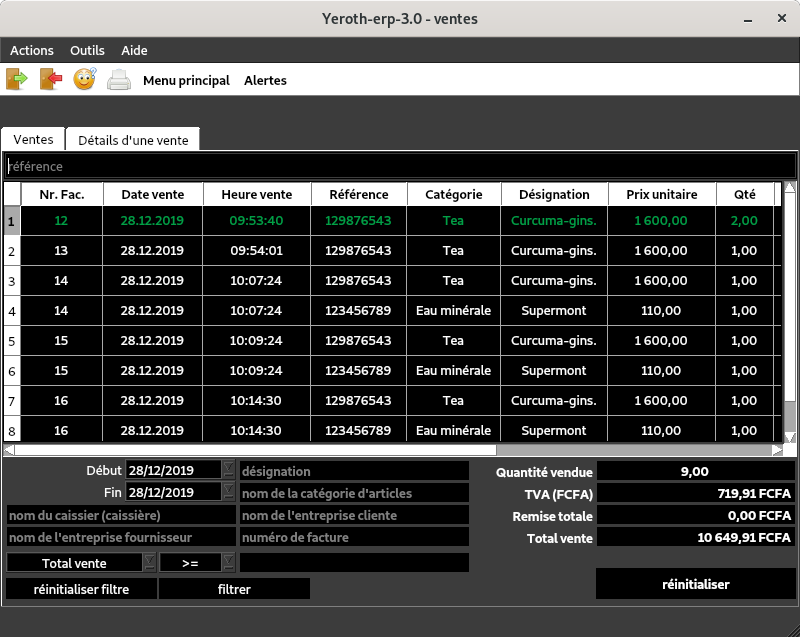 Yeroth-erp-3.0 - ventes
Actions Outils Aide
Menu principal Alertes
Ventes Détails d'une vente
référence
Nr. Fac. Date vente Heure vente Référence Catégorie Désignation Prix unitaire Qté
1 12 28.12.2019 09:53:40 129876543 Tea Curcuma-gins. 1 600,00 2,00
2 13 28.12.2019 09:54:01 129876543 Tea Curcuma-gins. 1 600,00 1,00
3 14 28.12.2019 10:07:24 129876543 Tea Curcuma-gins. 1 600,00 1,00
4 14 28.12.2019 10:07:24 123456789 Eau minérale Supermont 110,00 1,00
5 15 28.12.2019 10:09:24 129876543 Tea Curcuma-gins. 1 600,00 1,00
6 15 28.12.2019 10:09:24 123456789 Eau minérale Supermont 110,00 1,00
7 16 28.12.2019 10:14:30 129876543 Tea Curcuma-gins. 1 600,00 1,00
8 16 28.12.2019 10:14:30 123456789 Eau minérale Supermont 110,00 1,00
Début 28/12/2019 désignation Quantité vendue 9,00
Fin 28/12/2019 nom de la catégorie d'articles TVA (FCFA) 719,91 FCFA
nom du caissier (caissière) nom de l'entreprise cliente Remise totale 0,00 FCFA
nom de l'entreprise fournisseur numéro de facture Total vente 10 649,91 FCFA
Total vente >=
réinitialiser filtre filtrer réinitialiser